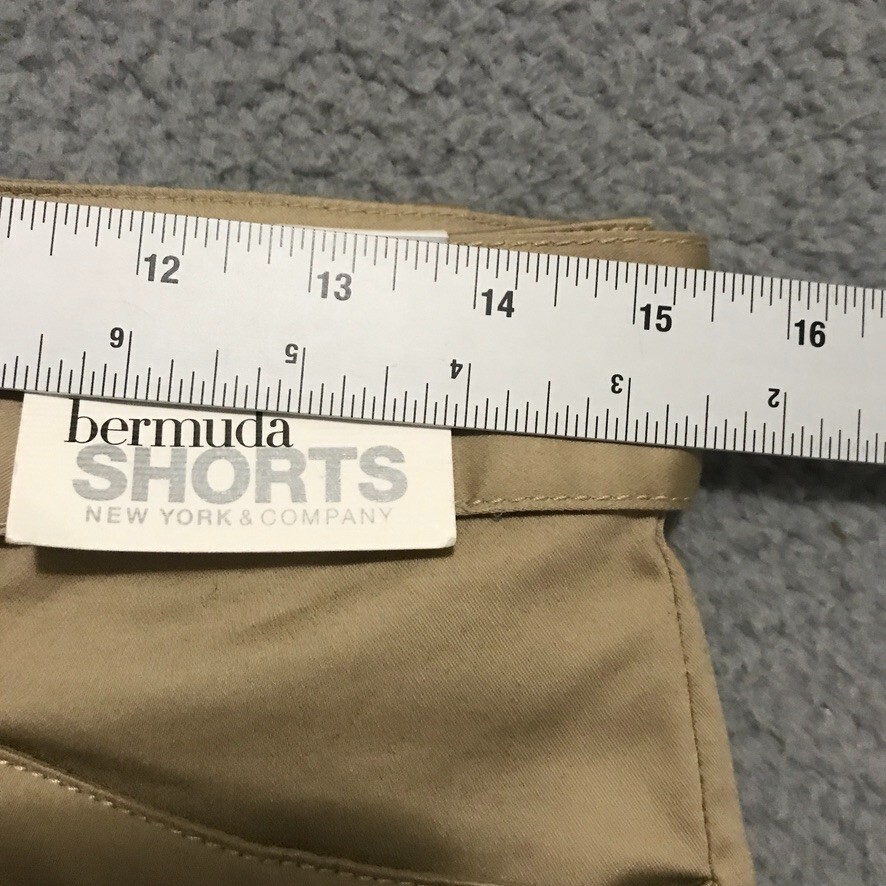 12 13 14 15 16
6 5 4 3 2
bermuda
SHORTS
NEW YORK & COMPANY